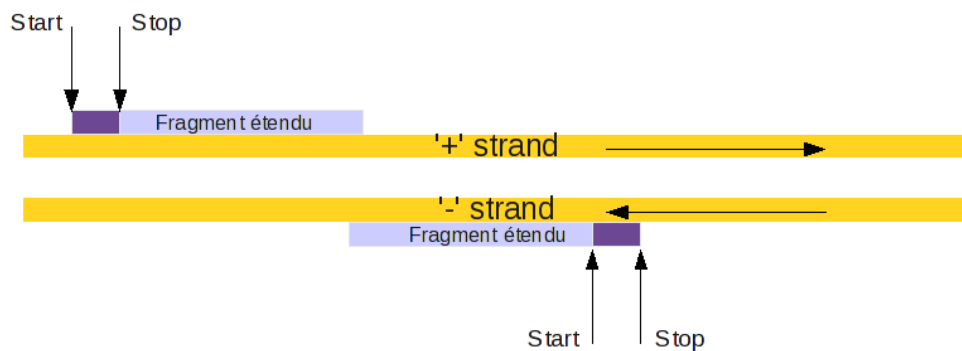 Start Stop
Fragment étendu
'+' strand
'-' strand
Fragment étendu
Start Stop